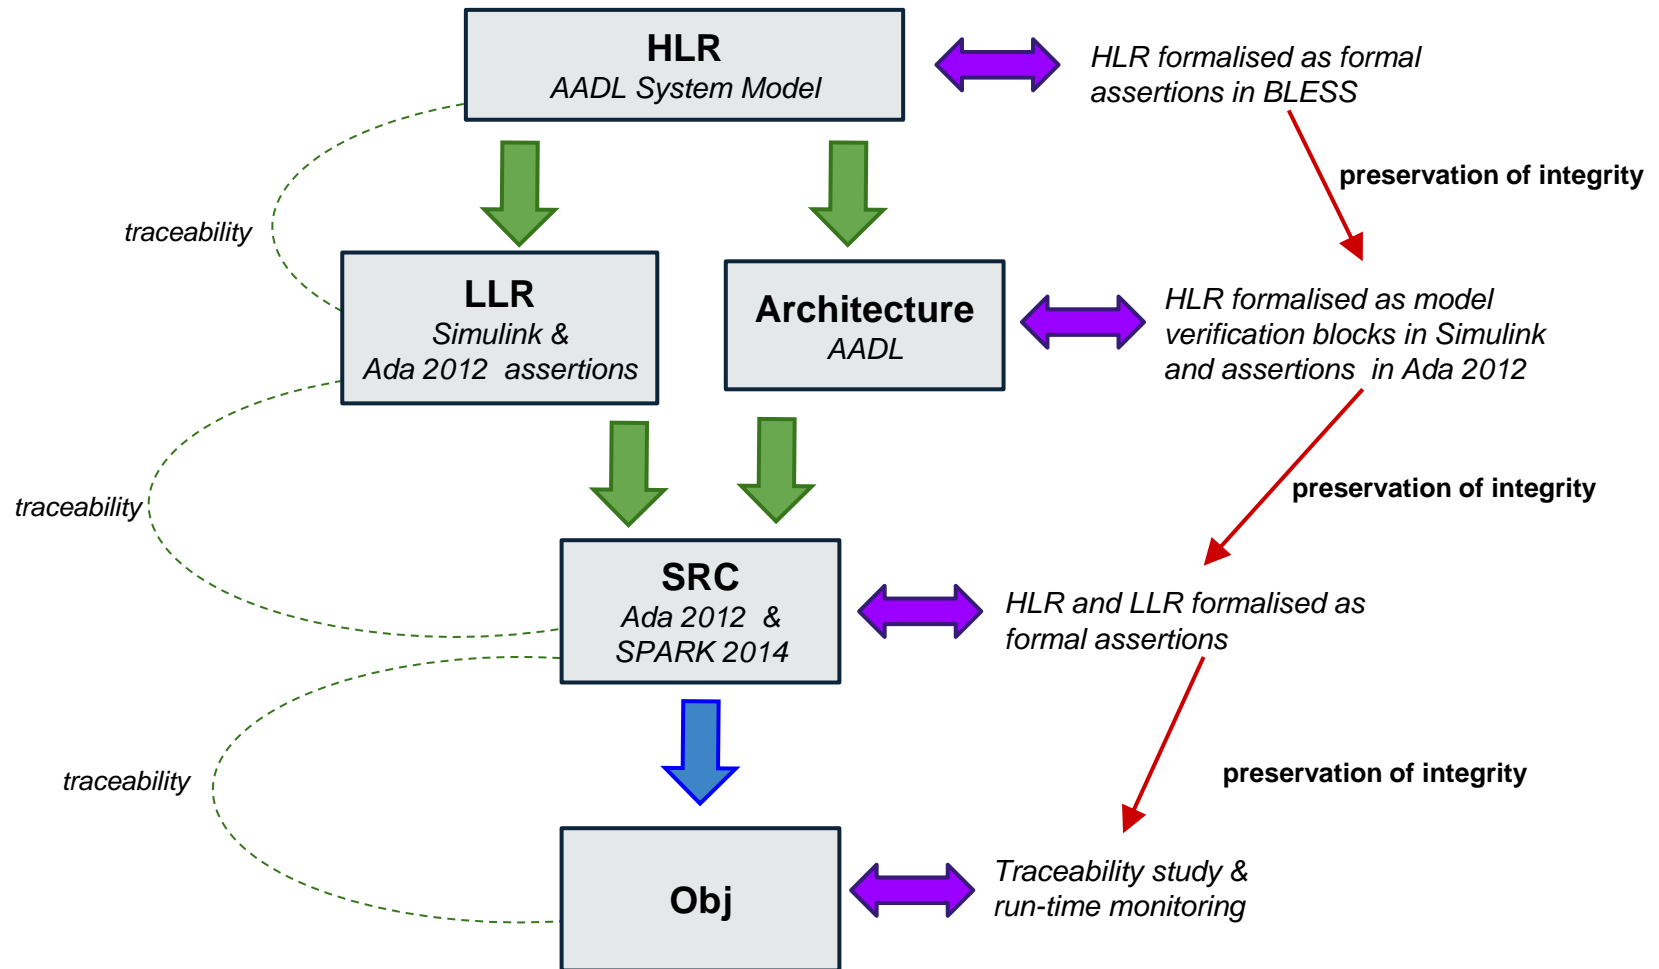 HLR
AADL System Model
HLR formalised as formal
assertions in BLESS
preservation of integrity
traceability
LLR
Simulink &
Ada 2012 assertions
Architecture
AADL
HLR formalised as model
verification blocks in Simulink
and assertions in Ada 2012
preservation of integrity
traceability
SRC
Ada 2012 &
SPARK 2014
HLR and LLR formalised as
formal assertions
preservation of integrity
traceability
Obj
Traceability study &
run-time monitoring